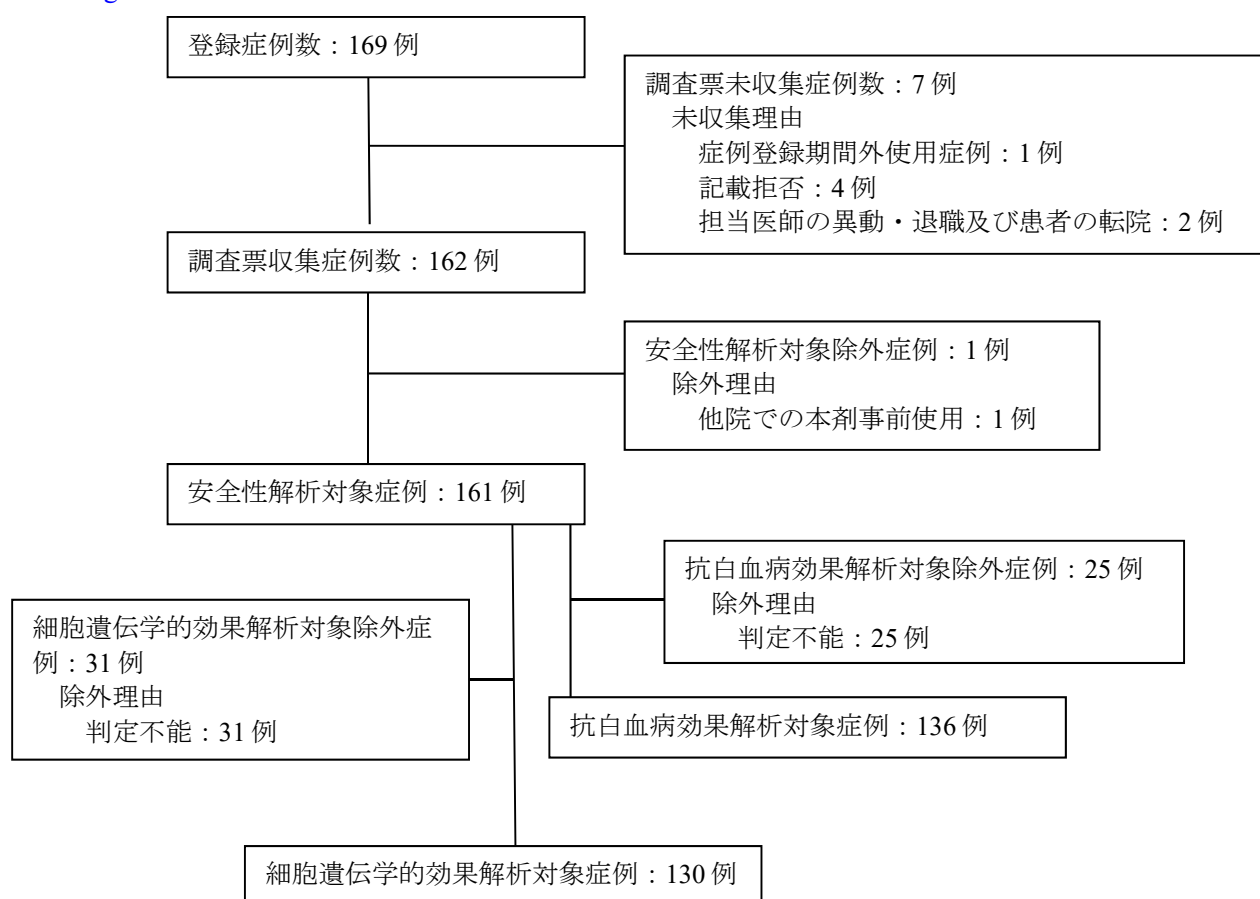 登録症例数：169 例
調査票未収集症例数：7 例
未収集理由
症例登録期間外使用症例：1 例
記載拒否：4 例
担当医師の異動・退職及び患者の転院：2 例
調査票収集症例数：162 例
安全性解析対象除外症例：1 例
除外理由
他院での本剤事前使用：1 例
安全性解析対象症例：161 例
抗白血病効果解析対象除外症例：25 例
除外理由
判定不能：25 例
細胞遺伝学的効果解析対象除外症
例：31 例
除外理由
判定不能：31 例
抗白血病効果解析対象症例：136 例
細胞遺伝学的効果解析対象症例：130 例